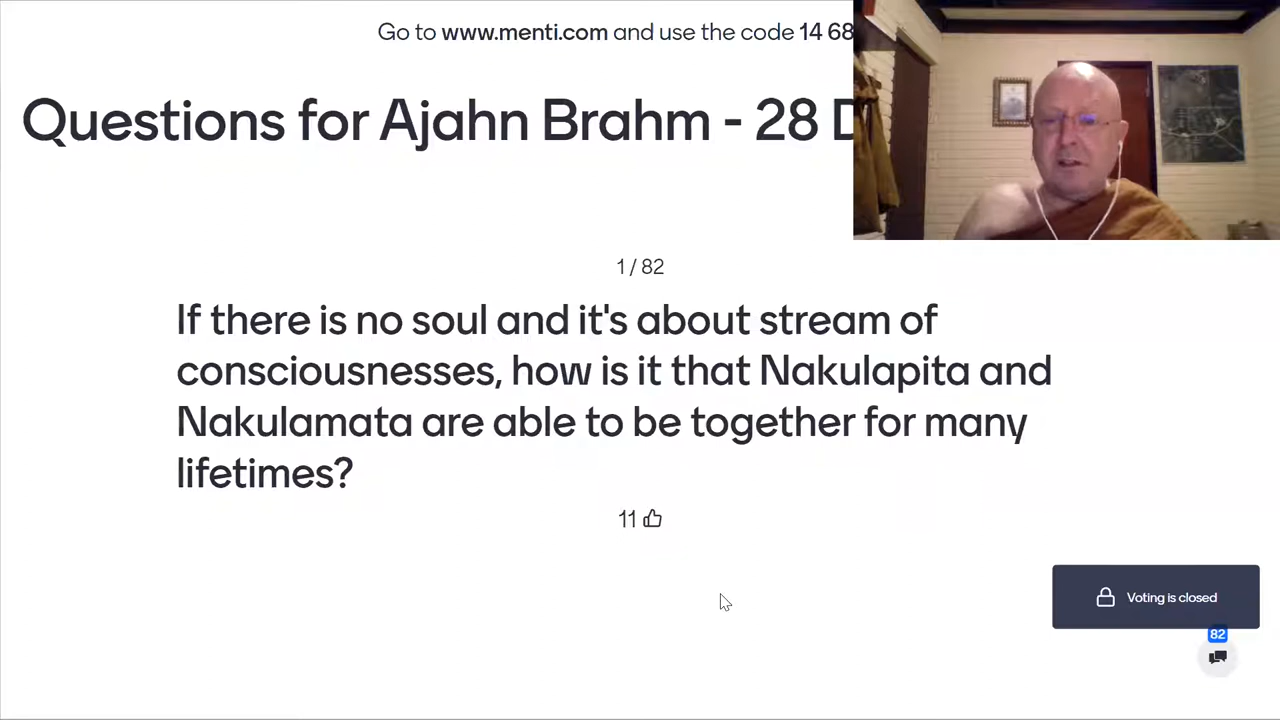 Go to www.menti.com and use the code 14 68
Questions for Ajahn Brahm - 28 D
1 / 82
If there is no soul and it's about stream of
consciousnesses, how is it that Nakulapita and
Nakulamata are able to be together for many
lifetimes?
11
Voting is closed
82